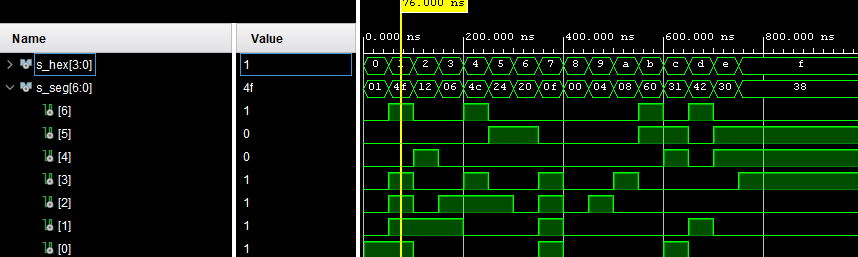 76.000 ns
Name Value 0.000 ns 200.000 ns 400.000 ns 600.000 ns 800.000 ns
s_hex[3:0] 1 0 1 2 3 4 5 6 7 8 9 a b c d e f
s_seg[6:0] 4f 01 4f 12 06 4c 24 20 0f 00 04 08 60 31 42 30 38
[6] 1
[5] 0
[4] 0
[3] 1
[2] 1
[1] 1
[0] 1